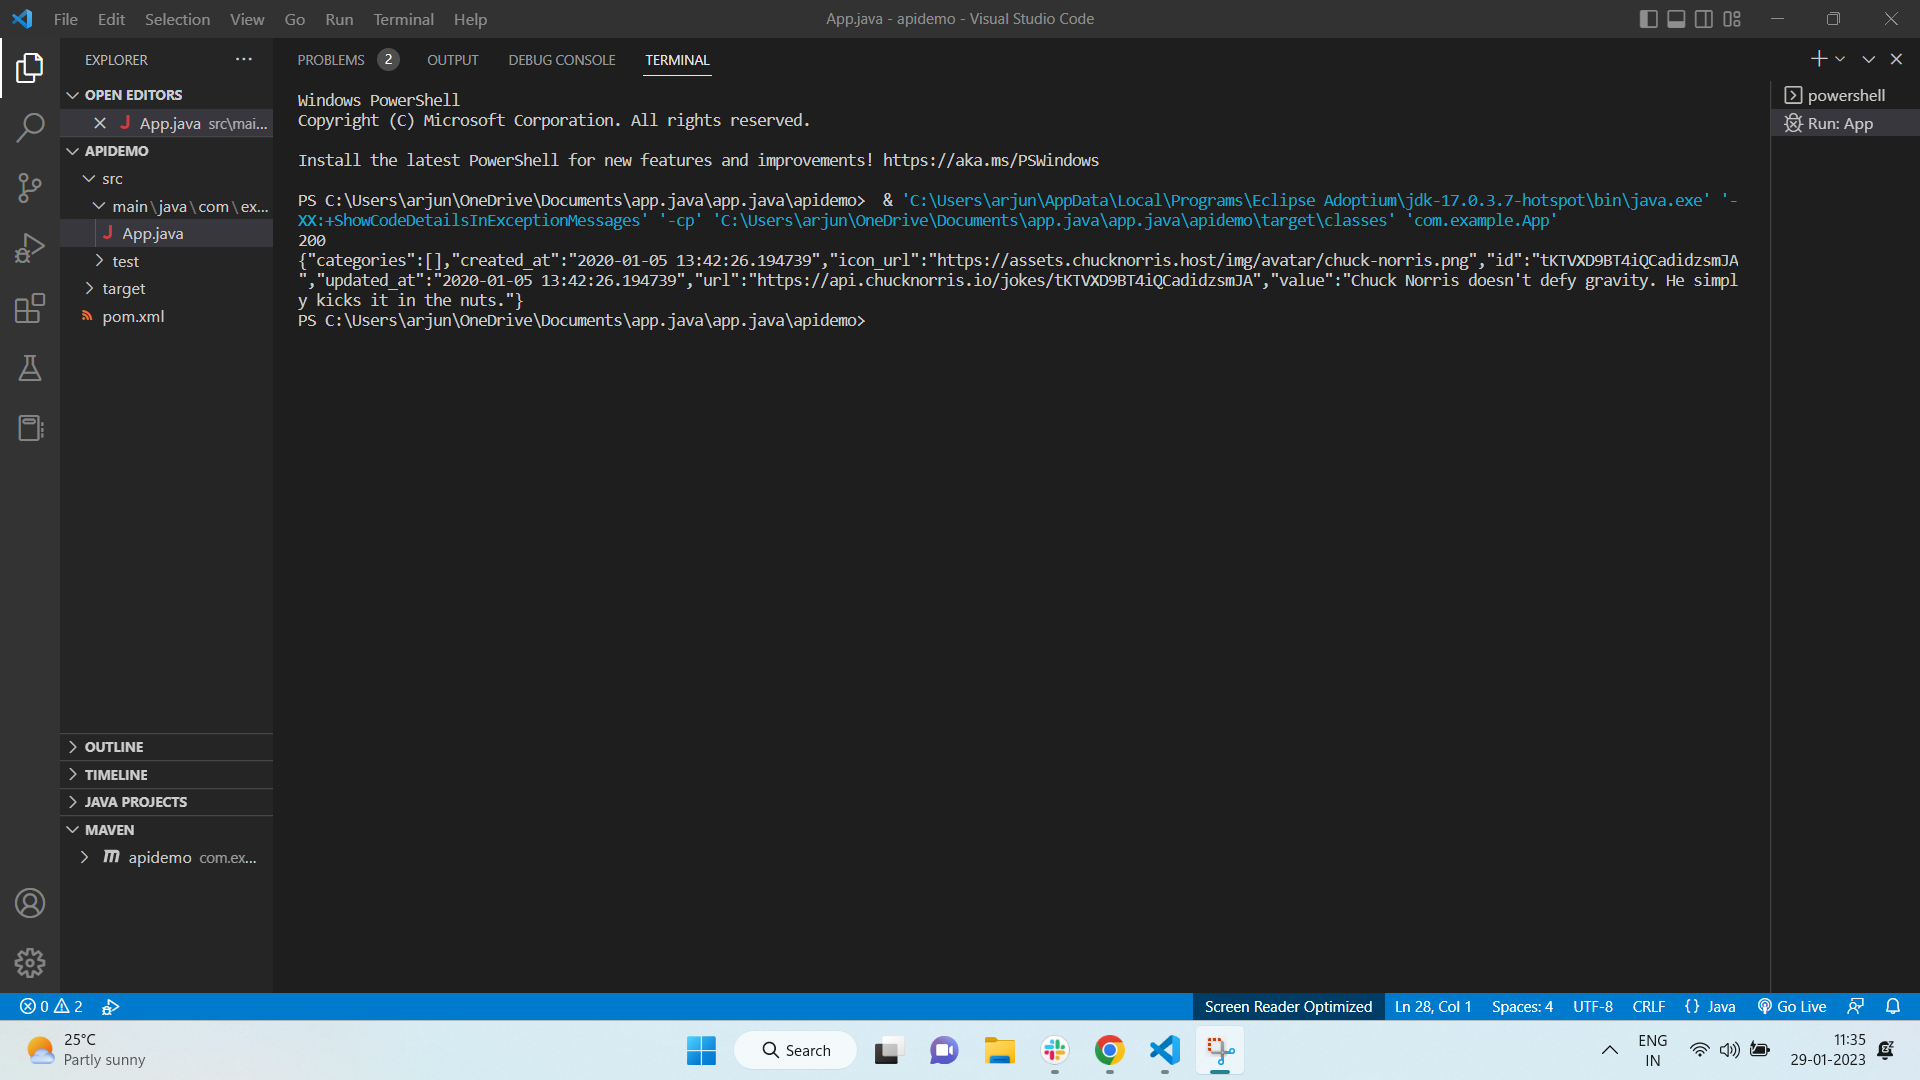 File Edit Selection View Go Run Terminal Help
App.java - apidemo - Visual Studio Code
EXPLORER
OPEN EDITORS
App.java src\mai...
APIDEMO
src
main\java\com\ex...
App.java
test
target
pom.xml
OUTLINE
TIMELINE
JAVA PROJECTS
MAVEN
apidemo com.ex...
PROBLEMS 2 OUTPUT DEBUG CONSOLE TERMINAL
Windows PowerShell
Copyright (C) Microsoft Corporation. All rights reserved.
Install the latest PowerShell for new features and improvements! https://aka.ms/PSWindows
PS C:\Users\arjun\OneDrive\Documents\app.java\app.java\apidemo>  & 'C:\Users\arjun\AppData\Local\Programs\Eclipse Adoptium\jdk-17.0.3.7-hotspot\bin\java.exe' '-
XX:+ShowCodeDetailsInExceptionMessages' '-cp' 'C:\Users\arjun\OneDrive\Documents\app.java\app.java\apidemo\target\classes' 'com.example.App'
200
{"categories":[],"created_at":"2020-01-05 13:42:26.194739","icon_url":"https://assets.chucknorris.host/img/avatar/chuck-norris.png","id":"tKTVXD9BT4iQCadidzsmJA
","updated_at":"2020-01-05 13:42:26.194739","url":"https://api.chucknorris.io/jokes/tKTVXD9BT4iQCadidzsmJA","value":"Chuck Norris doesn't defy gravity. He simpl
y kicks it in the nuts."}
PS C:\Users\arjun\OneDrive\Documents\app.java\app.java\apidemo>
powershell
Run: App
0 2
Screen Reader Optimized Ln 28, Col 1 Spaces: 4 UTF-8 CRLF {} Java Go Live
25°C
Partly sunny
Search
ENG
IN
11:35
29-01-2023